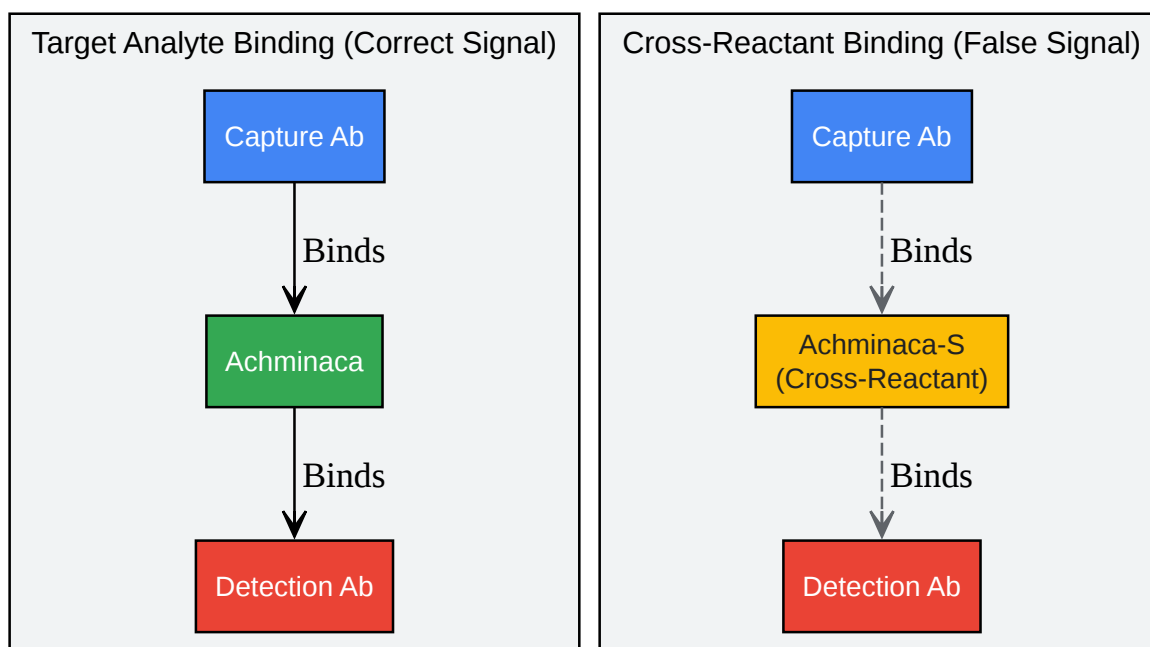 Target Analyte Binding (Correct Signal)
Capture Ab
Binds
Achminaca
Binds
Detection Ab
Cross-Reactant Binding (False Signal)
Capture Ab
Binds
Achminaca-S
(Cross-Reactant)
Binds
Detection Ab